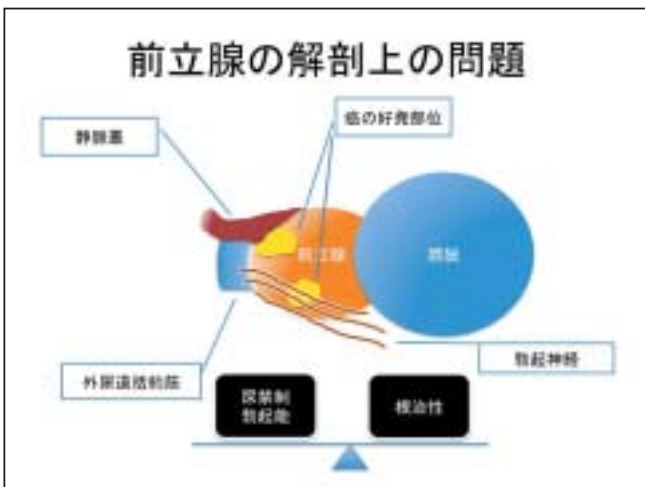 前立腺の解剖上の問題
癌の好発部位
静脈叢
前立腺
膀胱
勃起神経
外尿道括約筋
尿禁制
勃起能
根治性